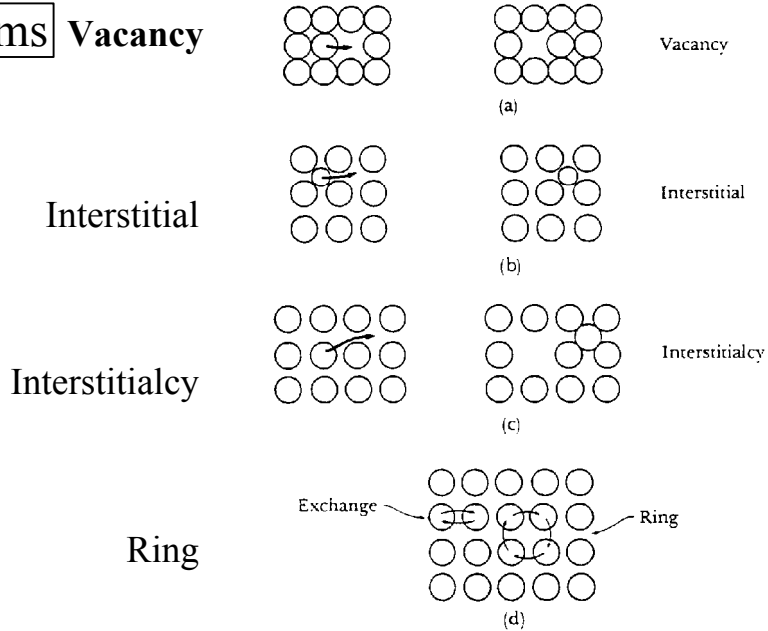 ms Vacancy
Vacancy
(a)
Interstitial
Interstitial
(b)
Interstitialcy
Interstitialcy
(c)
Exchange
Ring
Ring
(d)